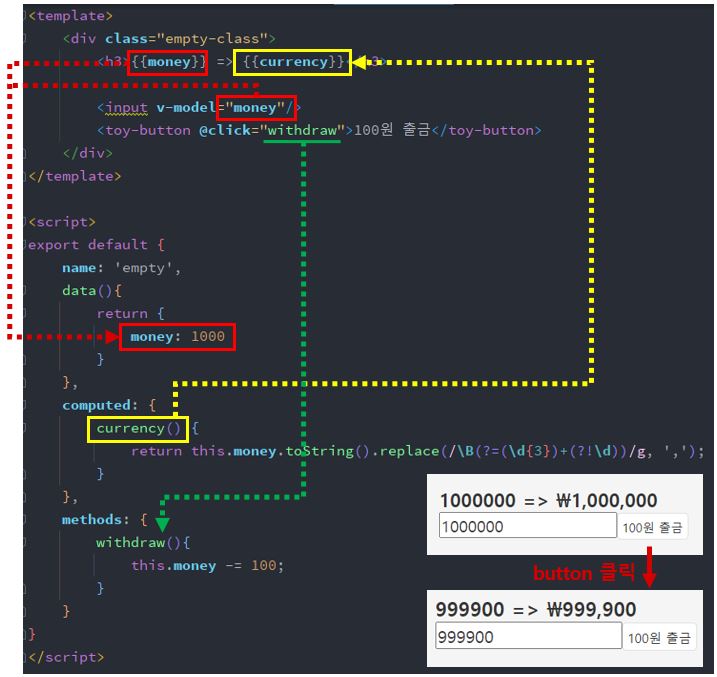 <template>
<div class="empty-class">
<h3>{{money}} => {{currency}}</h3>
<input v-model="money"/>
<toy-button @click="withdraw">100원 출금</toy-button>
</div>
</template>
<script>
export default {
name: 'empty',
data(){
return {
money: 1000
}
},
computed: {
currency() {
return this.money.toString().replace(/\B(?=(\d{3})+(?!\d))/g, ',');
}
},
methods: {
withdraw(){
this.money -= 100;
}
}
}
</script>
1000000 => ₩1,000,000
1000000 100원 출금
button 클릭
999900 => ₩999,900
999900 100원 출금